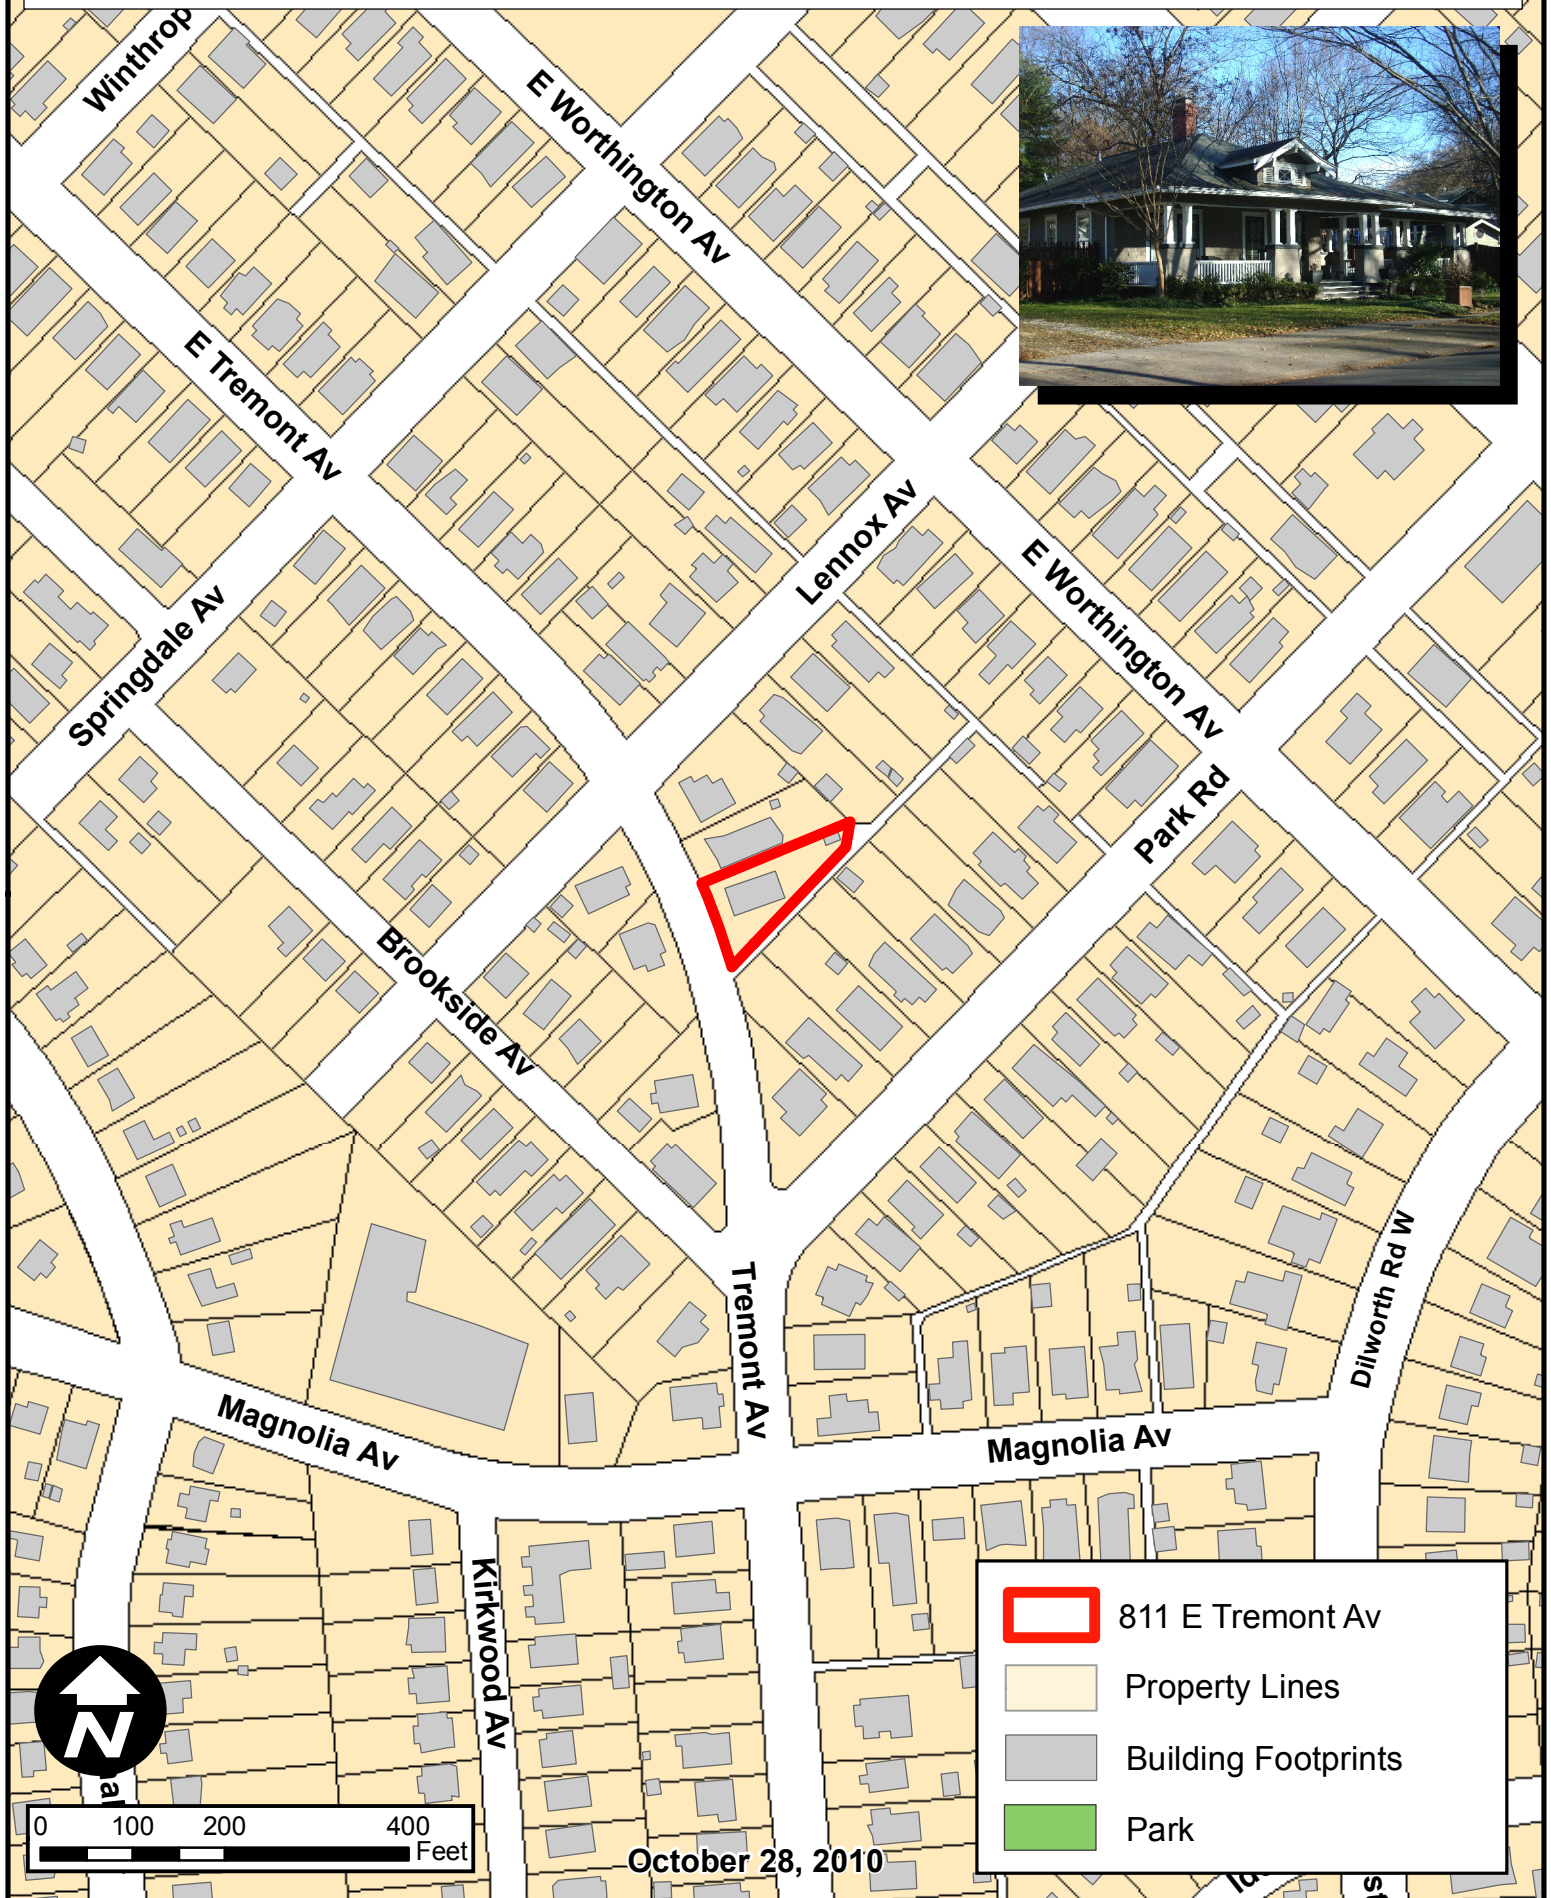 Winthrop
E Worthington Av
E Tremont Av
Lennox Av
E Worthington Av
Springdale Av
Park Rd
Brookside Av
Tremont Av
Dilworth Rd W
Magnolia Av
Magnolia Av
Kirkwood Av
811 E Tremont Av
Property Lines
Building Footprints
Park
N
0 100 200 400
Feet
October 28, 2010